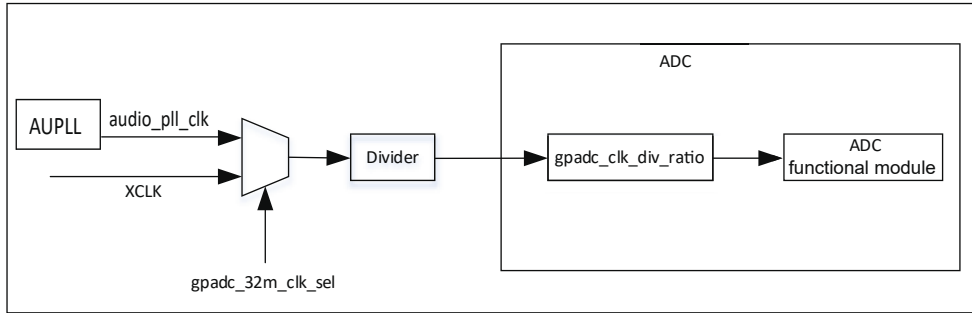 ADC
AUPLL
audio_pll_clk
XCLK
Divider
gpadc_clk_div_ratio
ADC
functional module
gpadc_32m_clk_sel